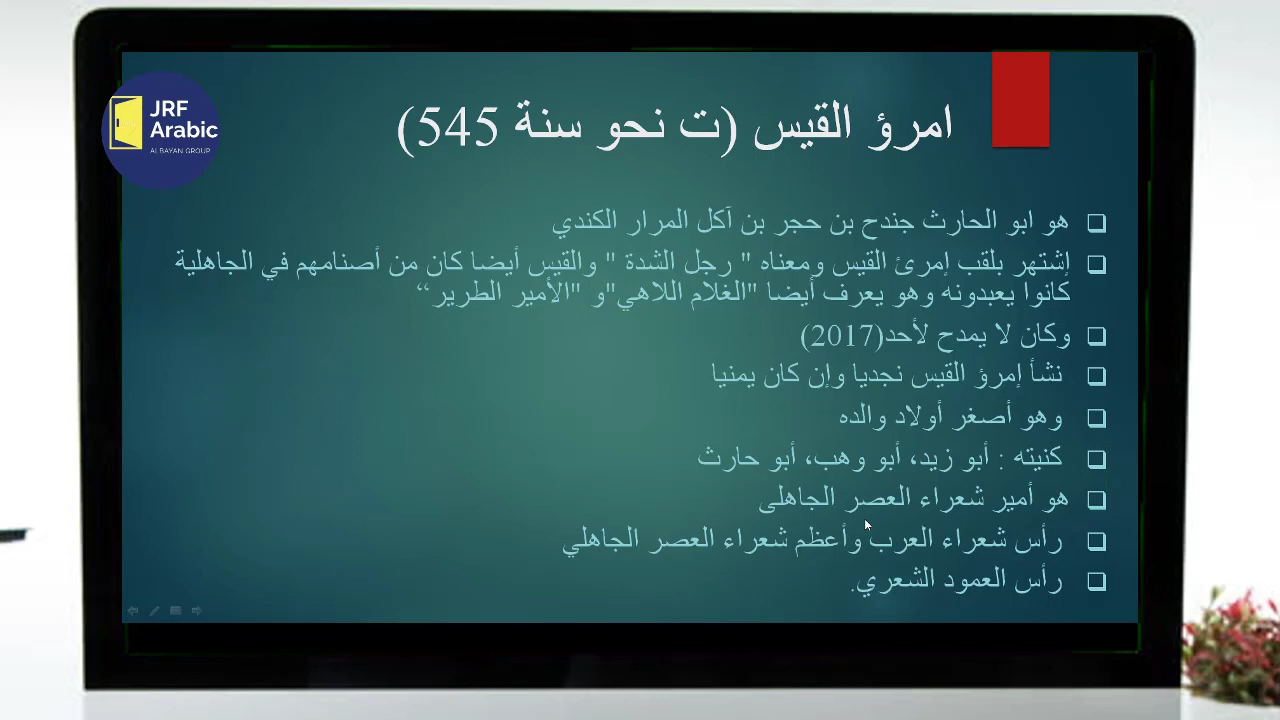 JRF
Arabic
AL BAYAN GROUP
امرؤ القيس (ت نحو سنة 545)
هو ابو الحارث جندح بن حجر بن آكل المرار الكندي
إشتهر بلقب إمرئ القيس ومعناه " رجل الشدة " والقيس أيضا كان من أصنامهم في الجاهلية
كانوا يعبدونه وهو يعرف أيضا "الغلام اللاهي"و "الأمير الطرير“
وكان لا يمدح لأحد(2017)
نشأ إمرؤ القيس نجديا وإن كان يمنيا
وهو أصغر أولاد والده
كنيته : أبو زيد، أبو وهب، أبو حارث
هو أمير شعراء العصر الجاهلى
رأس شعراء العرب وأعظم شعراء العصر الجاهلي
رأس العمود الشعري.